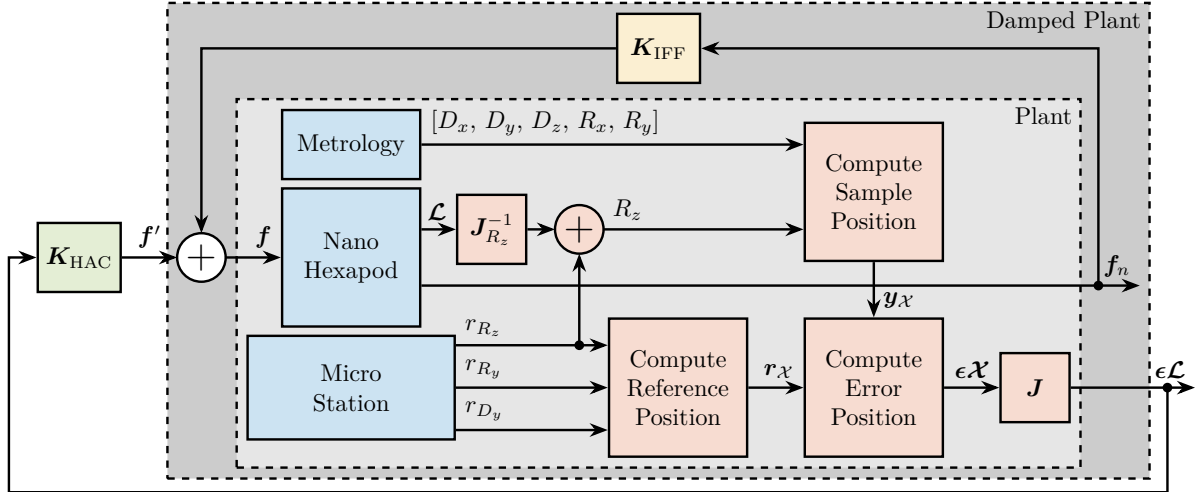 Damped Plant
K_IFF
Plant
[D_x, D_y, D_z, R_x, R_y]
Metrology
Compute
Sample
Position
𝓛
J_{R_z}^{-1}
+
R_z
Nano
Hexapod
K_HAC
f′
+
f
f_n
y_𝒳
r_{R_z}
r_{R_y}
r_{D_y}
Micro
Station
Compute
Reference
Position
r_𝒳
Compute
Error
Position
ϵ𝒳
J
ϵ𝓛